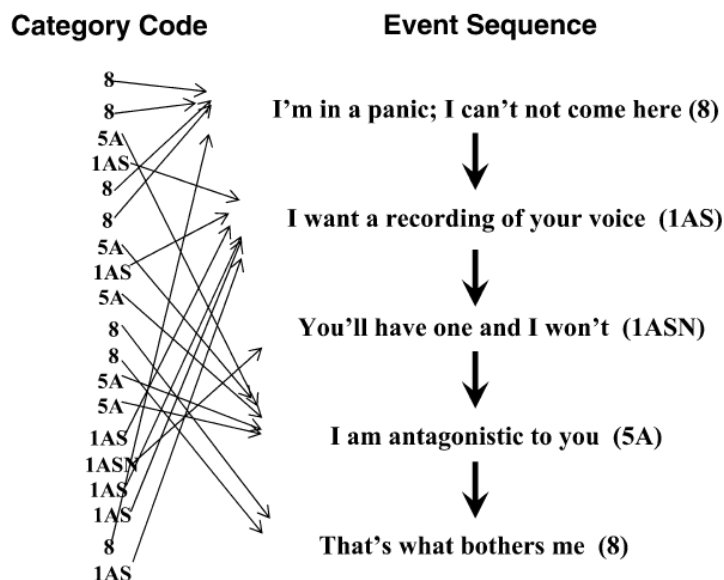 Category Code
Event Sequence
8
8
5A
1AS
8
8
5A
1AS
5A
8
8
5A
5A
1AS
1ASN
1AS
1AS
8
1AS
I'm in a panic; I can't not come here (8)
I want a recording of your voice (1AS)
You'll have one and I won't (1ASN)
I am antagonistic to you (5A)
That's what bothers me (8)